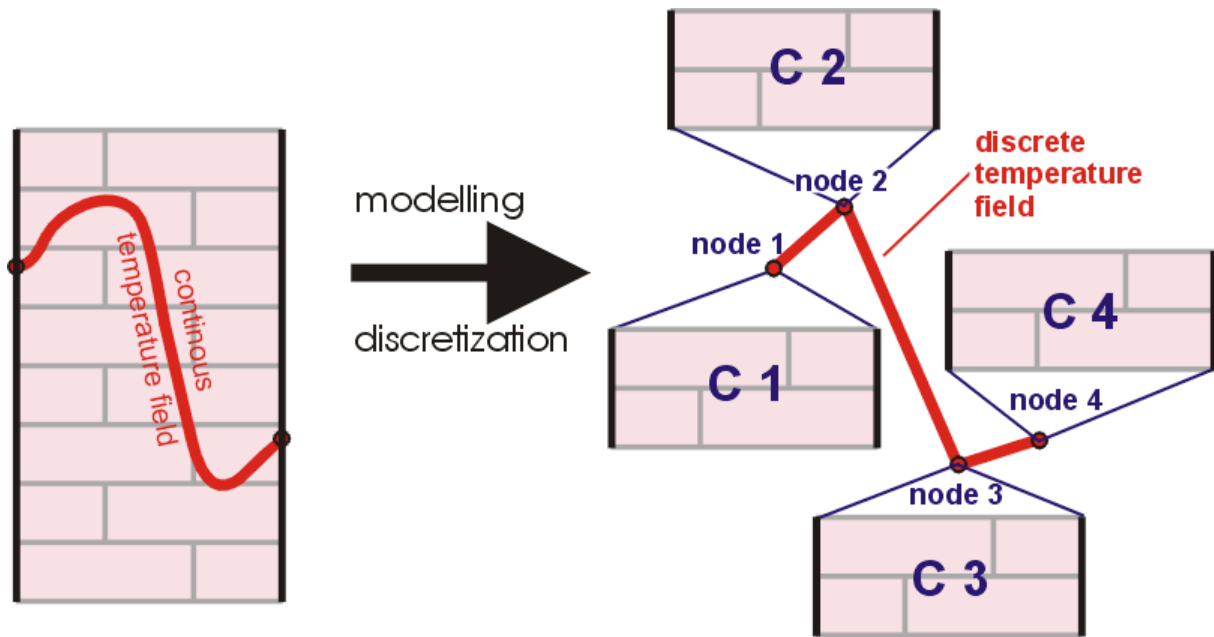 continous
temperature field
modelling
discretization
C 2
discrete
temperature
field
node 2
node 1
C 1
C 4
node 4
node 3
C 3